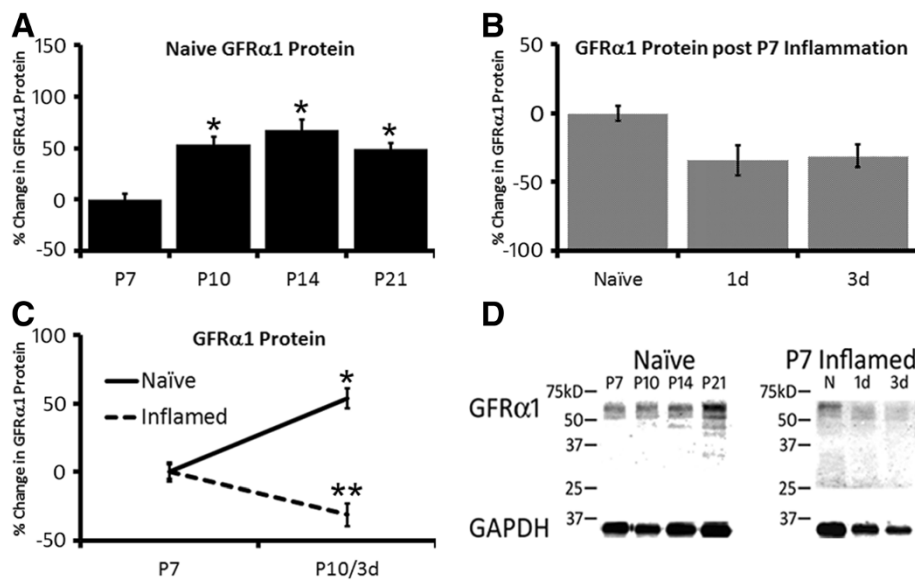 A
Naive GFRα1 Protein
% Change in GFRα1 Protein
150
100
50
0
-50
*
*
*
P7 P10 P14 P21
B
GFRα1 Protein post P7 Inflammation
% Change in GFRα1 Protein
50
0
-50
-100
Naïve 1d 3d
C
GFRα1 Protein
% Change in GFRα1 Protein
100
50
0
-50
Naïve
Inflamed
*
**
P7 P10/3d
D
Naïve
P7 P10 P14 P21
75kD
50
37
25
37
GFRα1
GAPDH
P7 Inflamed
N 1d 3d
75kD
50
37
25
37